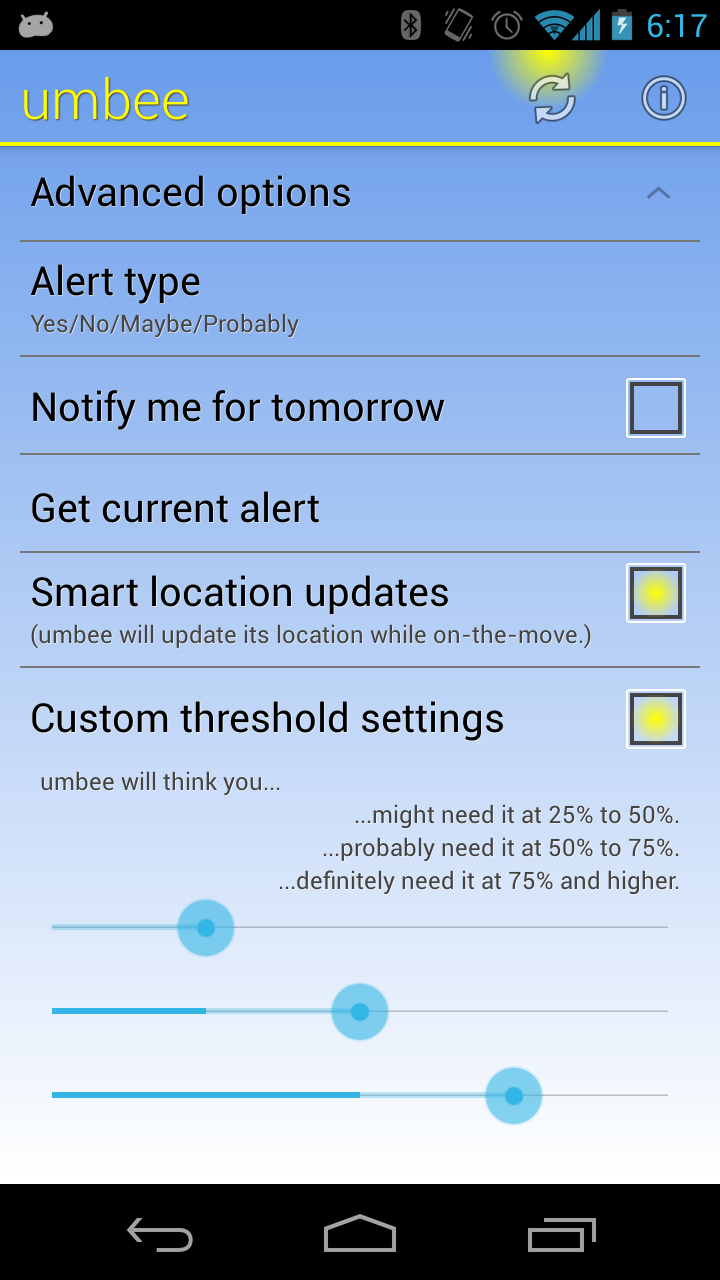 6:17
umbee
Advanced options
Alert type
Yes/No/Maybe/Probably
Notify me for tomorrow
Get current alert
Smart location updates
(umbee will update its location while on-the-move.)
Custom threshold settings
umbee will think you...
...might need it at 25% to 50%.
...probably need it at 50% to 75%.
...definitely need it at 75% and higher.